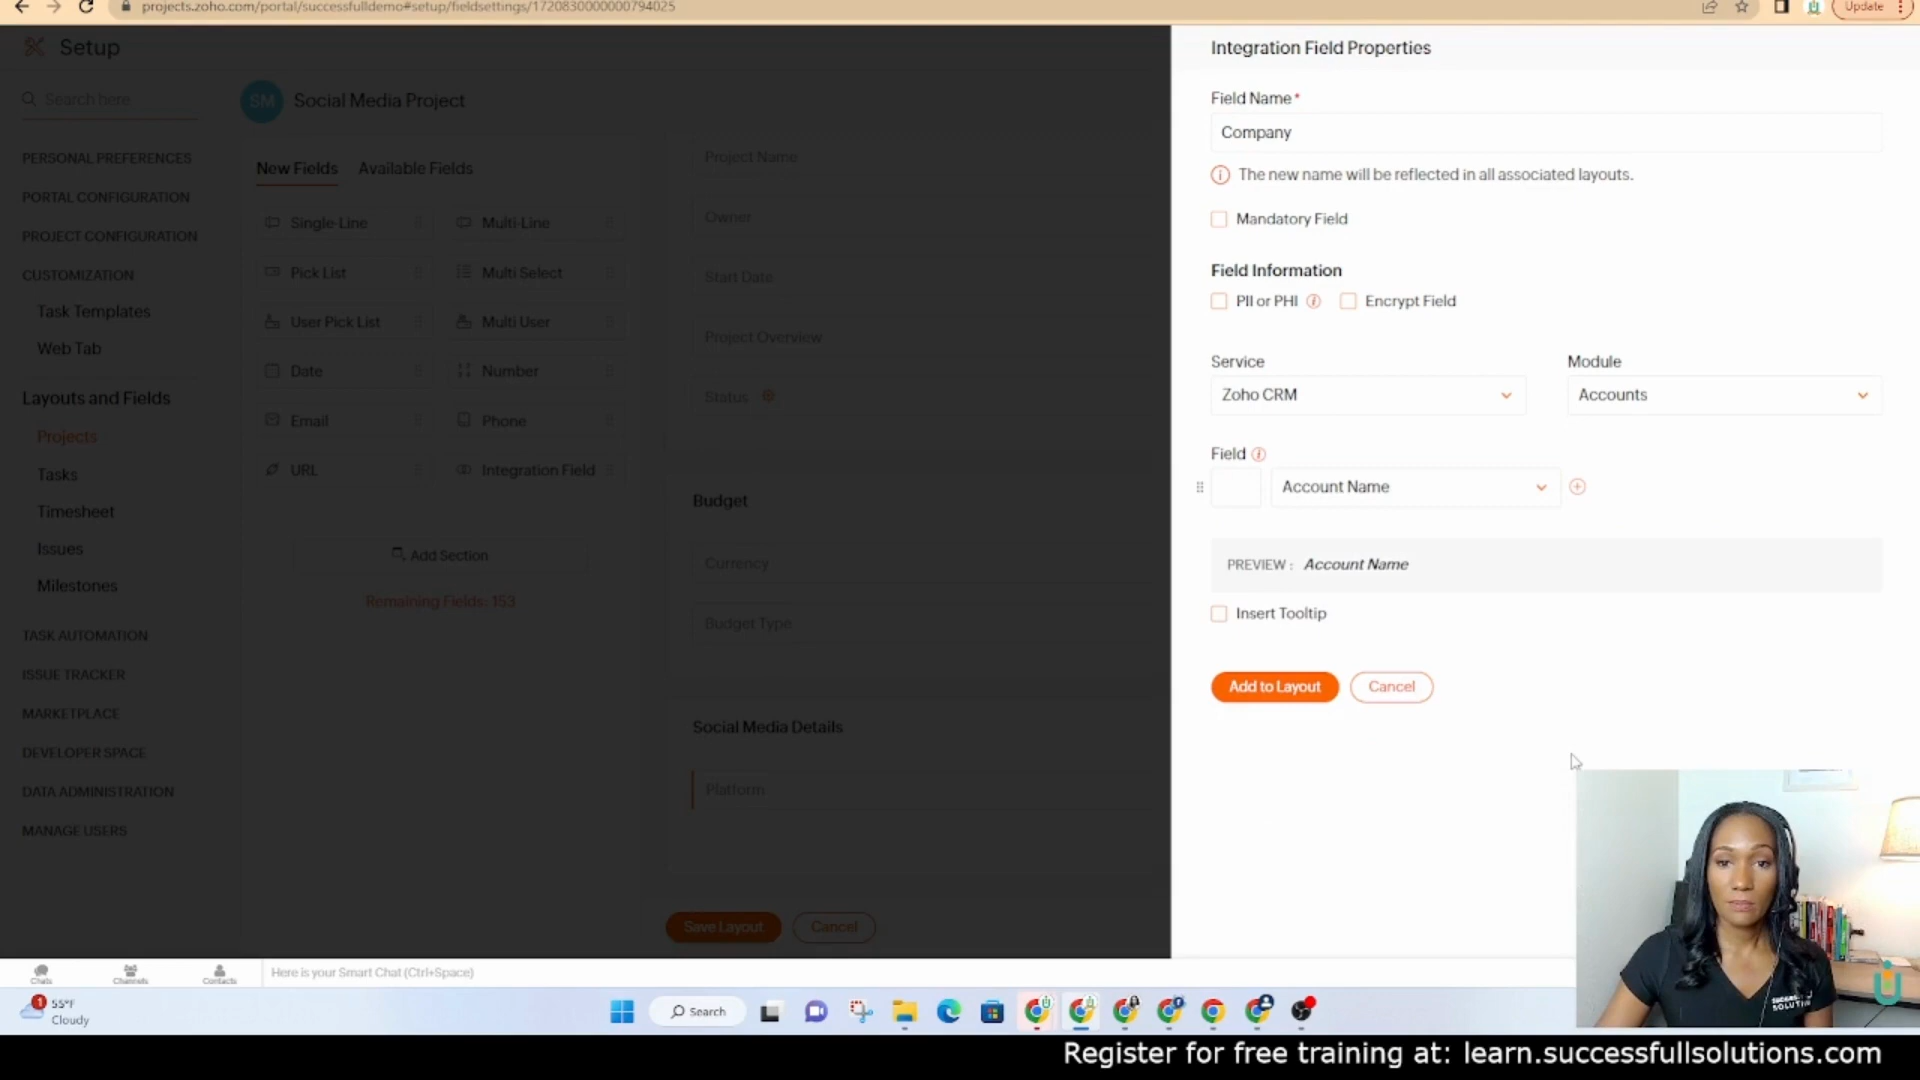 projects.zoho.com/portal/successfulldemo#setup/fieldsettings/1720830000000794025
Update
Setup
Search here
PERSONAL PREFERENCES
PORTAL CONFIGURATION
PROJECT CONFIGURATION
CUSTOMIZATION
Task Templates
Web Tab
Layouts and Fields
Projects
Tasks
Timesheet
Issues
Milestones
TASK AUTOMATION
ISSUE TRACKER
MARKETPLACE
DEVELOPER SPACE
DATA ADMINISTRATION
MANAGE USERS
SM Social Media Project
New Fields Available Fields
Single-Line Multi-Line
Pick List Multi Select
User Pick List Multi User
Date Number
Email Phone
URL Integration Field
Add Section
Remaining Fields: 153
Project Name
Owner
Start Date
Project Overview
Status
Budget
Currency
Budget Type
Social Media Details
Platform
Save Layout Cancel
Integration Field Properties
Field Name *
Company
The new name will be reflected in all associated layouts.
Mandatory Field
Field Information
PII or PHI Encrypt Field
Service Module
Zoho CRM Accounts
Field
Account Name
PREVIEW : Account Name
Insert Tooltip
Add to Layout Cancel
Chats Channels Contacts Here is your Smart Chat (Ctrl+Space)
1 55°F
Cloudy
Search
Register for free training at: learn.successfullsolutions.com